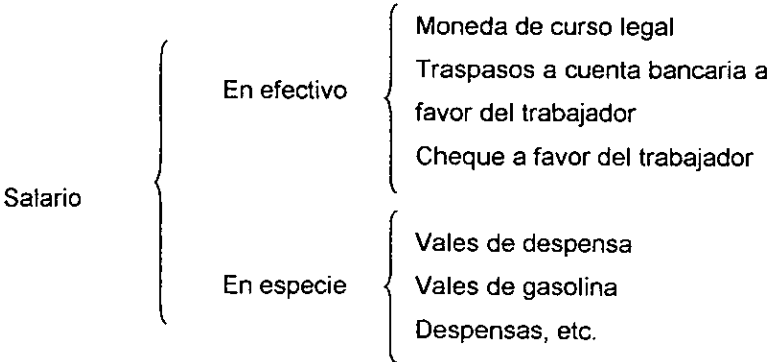 Salario
En efectivo
Moneda de curso legal
Traspasos a cuenta bancaria a
favor del trabajador
Cheque a favor del trabajador
En especie
Vales de despensa
Vales de gasolina
Despensas, etc.